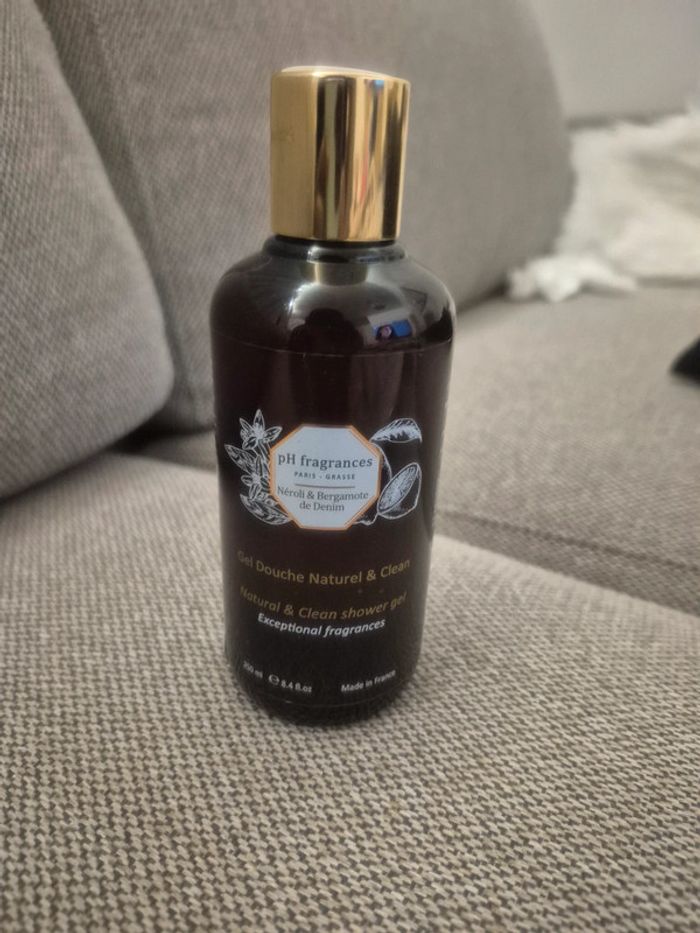 pH fragrances
PARIS - GRASSE
Néroli & Bergamote
de Denim
Gel Douche Naturel & Clean
Natural & Clean shower gel
Exceptional fragrances
250 ml ℮ 8.4 fl.oz Made in France